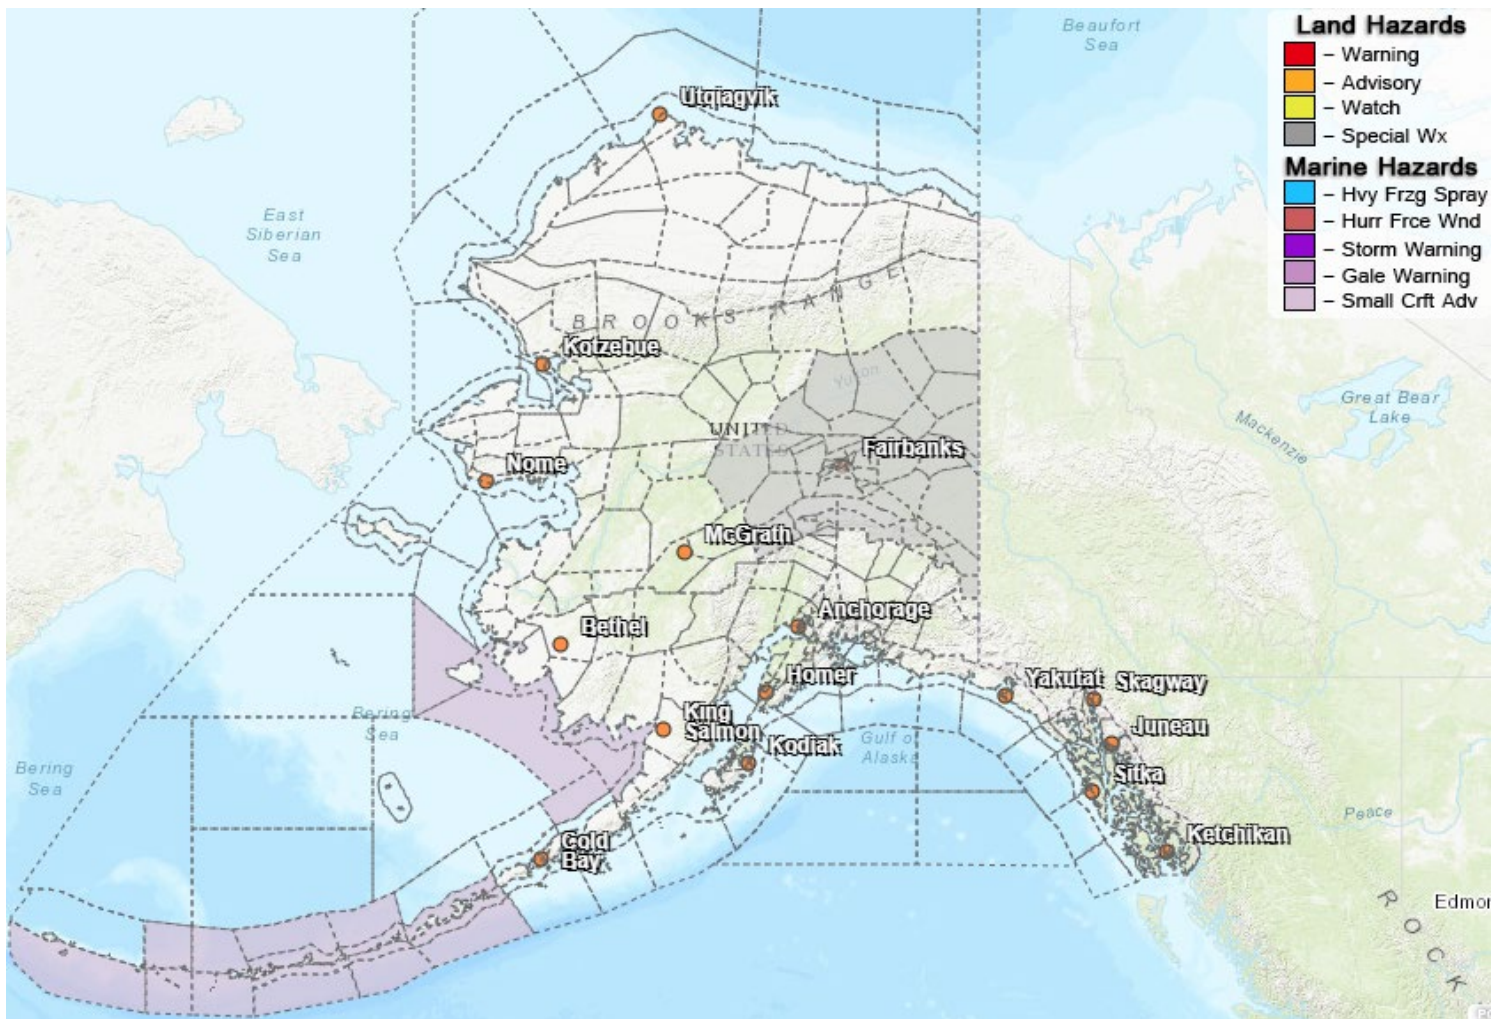 Beaufort
Sea
Land Hazards
– Warning
– Advisory
– Watch
– Special Wx
Marine Hazards
– Hvy Frzg Spray
– Hurr Frce Wnd
– Storm Warning
– Gale Warning
– Small Crft Adv
Utqiagvik
East
Siberian
Sea
BROOKS RANGE
Kotzebue
Yukon
Great Bear
Lake
Mackenzie
UNITED
STATES
Fairbanks
Nome
McGrath
Anchorage
Bethel
Homer
Yakutat
Skagway
King
Salmon
Bering
Sea
Juneau
Kodiak
Gulf o
Alaska
Sitka
Bering
Sea
Peace
Cold
Bay
Ketchikan
Edmor
ROCK